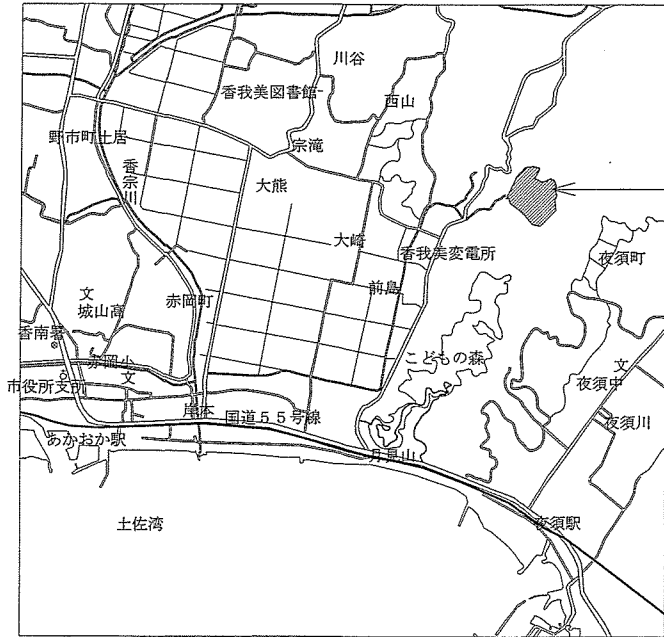 川谷
香我美図書館
西山
野市町土居
宗滝
香宗川
大熊
大崎
香我美変電所
夜須町
文
城山高
赤岡町
前島
香南署
赤岡小
文
こどもの森
文
夜須中
市役所支所
岸本
国道55号線
夜須川
あかおか駅
月見山
土佐湾
夜須駅